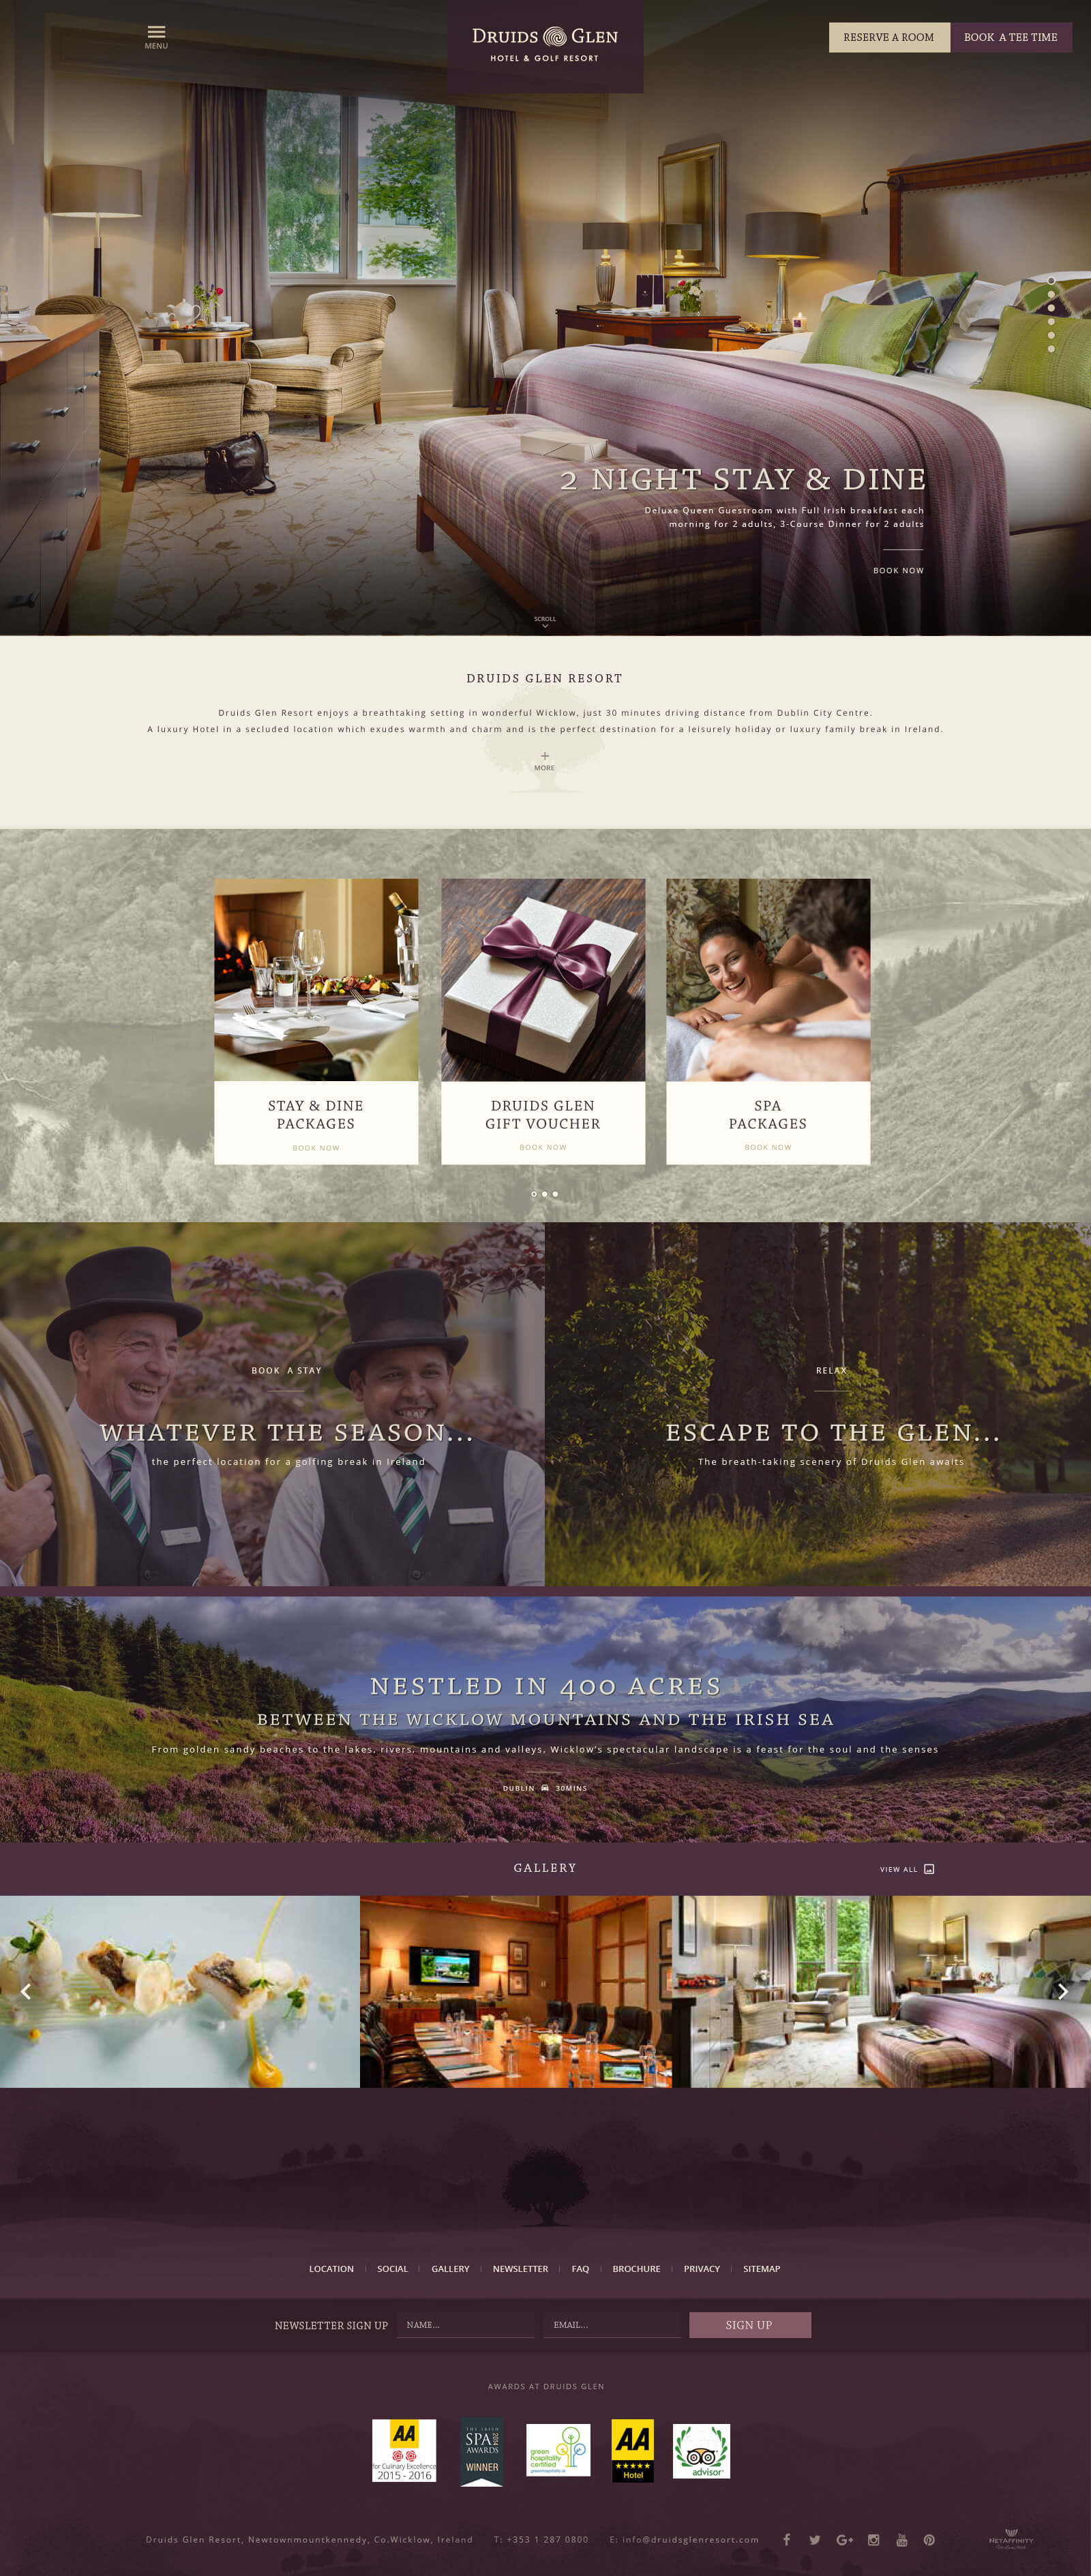 MENU
DRUIDS GLEN
HOTEL & GOLF RESORT
RESERVE A ROOM
BOOK A TEE TIME
2 NIGHT STAY & DINE
Deluxe Queen Guestroom with Full Irish breakfast each
morning for 2 adults, 3-Course Dinner for 2 adults
BOOK NOW
SCROLL
DRUIDS GLEN RESORT
Druids Glen Resort enjoys a breathtaking setting in wonderful Wicklow, just 30 minutes driving distance from Dublin City Centre.
A luxury Hotel in a secluded location which exudes warmth and charm and is the perfect destination for a leisurely holiday or luxury family break in Ireland.
+
MORE
STAY & DINE
PACKAGES
BOOK NOW
DRUIDS GLEN
GIFT VOUCHER
BOOK NOW
SPA
PACKAGES
BOOK NOW
BOOK A STAY
WHATEVER THE SEASON...
the perfect location for a golfing break in Ireland
RELAX
ESCAPE TO THE GLEN...
The breath-taking scenery of Druids Glen awaits
NESTLED IN 400 ACRES
BETWEEN THE WICKLOW MOUNTAINS AND THE IRISH SEA
From golden sandy beaches to the lakes, rivers, mountains and valleys, Wicklow's spectacular landscape is a feast for the soul and the senses
DUBLIN 30MINS
GALLERY
VIEW ALL
LOCATION | SOCIAL | GALLERY | NEWSLETTER | FAQ | BROCHURE | PRIVACY | SITEMAP
NEWSLETTER SIGN UP NAME... EMAIL... SIGN UP
AWARDS AT DRUIDS GLEN
AA
for Culinary Excellence
2015 - 2016
THE IRISH
SPA 2014
AWARDS
WINNER
green
hospitality
certified
greenhospitality.ie
AA
★★★★★
Hotel
advisor
Druids Glen Resort, Newtownmountkennedy, Co.Wicklow, Ireland T: +353 1 287 0800 E: info@druidsglenresort.com
NETAFFINITY